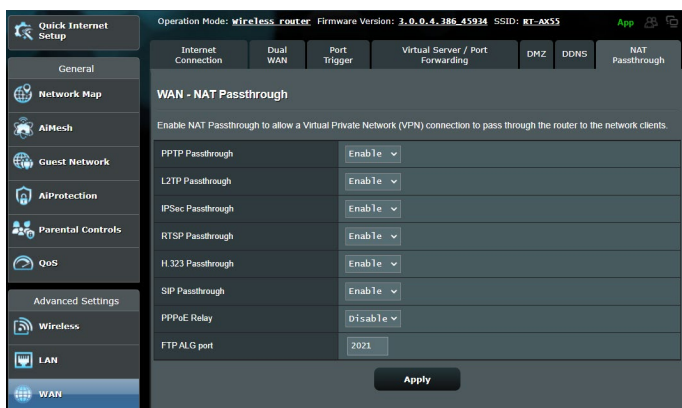 Quick Internet
Setup
Operation Mode: Wireless router Firmware Version: 3.0.0.4.386_45934 SSID: RT-AX55
App
Internet
Connection
Dual
WAN
Port
Trigger
Virtual Server / Port
Forwarding
DMZ
DDNS
NAT
Passthrough
General
Network Map
AiMesh
Guest Network
AiProtection
Parental Controls
QoS
Advanced Settings
Wireless
LAN
WAN
WAN - NAT Passthrough
Enable NAT Passthrough to allow a Virtual Private Network (VPN) connection to pass through the router to the network clients.
PPTP Passthrough Enable
L2TP Passthrough Enable
IPSec Passthrough Enable
RTSP Passthrough Enable
H.323 Passthrough Enable
SIP Passthrough Enable
PPPoE Relay Disable
FTP ALG port 2021
Apply